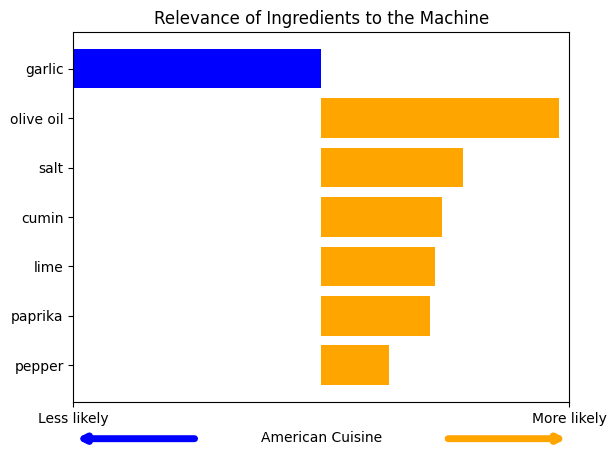 Relevance of Ingredients to the Machine
garlic
olive oil
salt
cumin
lime
paprika
pepper
Less likely
More likely
American Cuisine